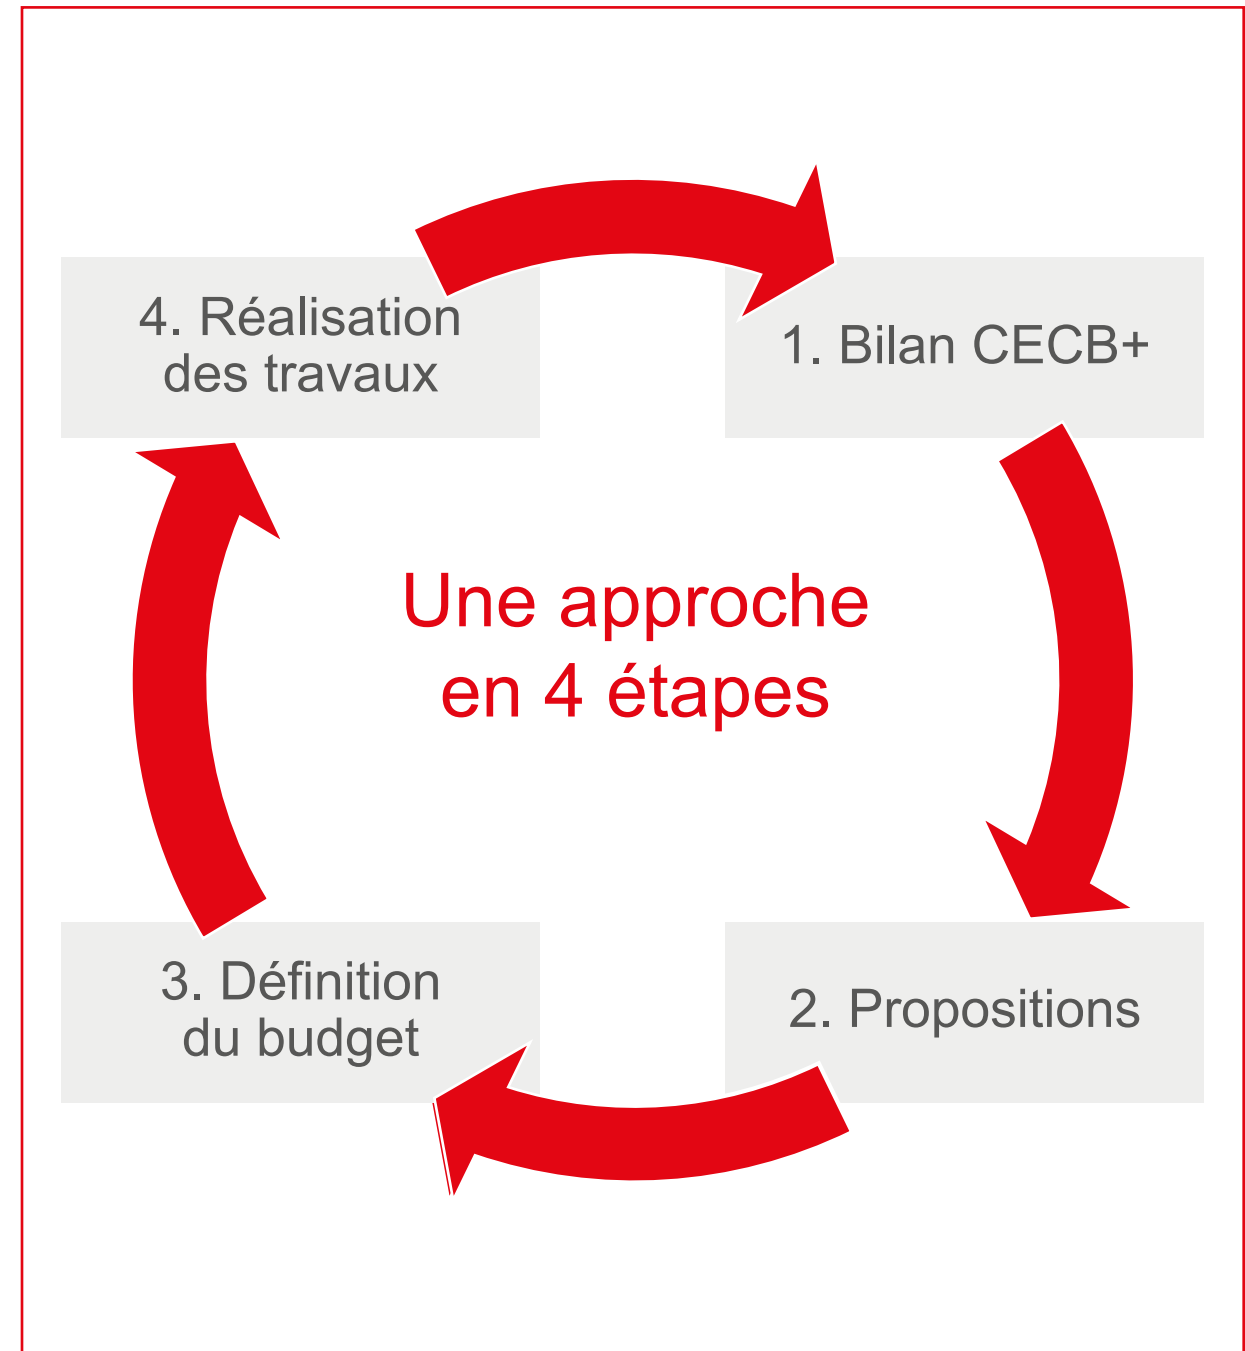 4. Réalisation
des travaux
1. Bilan CECB+
Une approche
en 4 étapes
3. Définition
du budget
2. Propositions